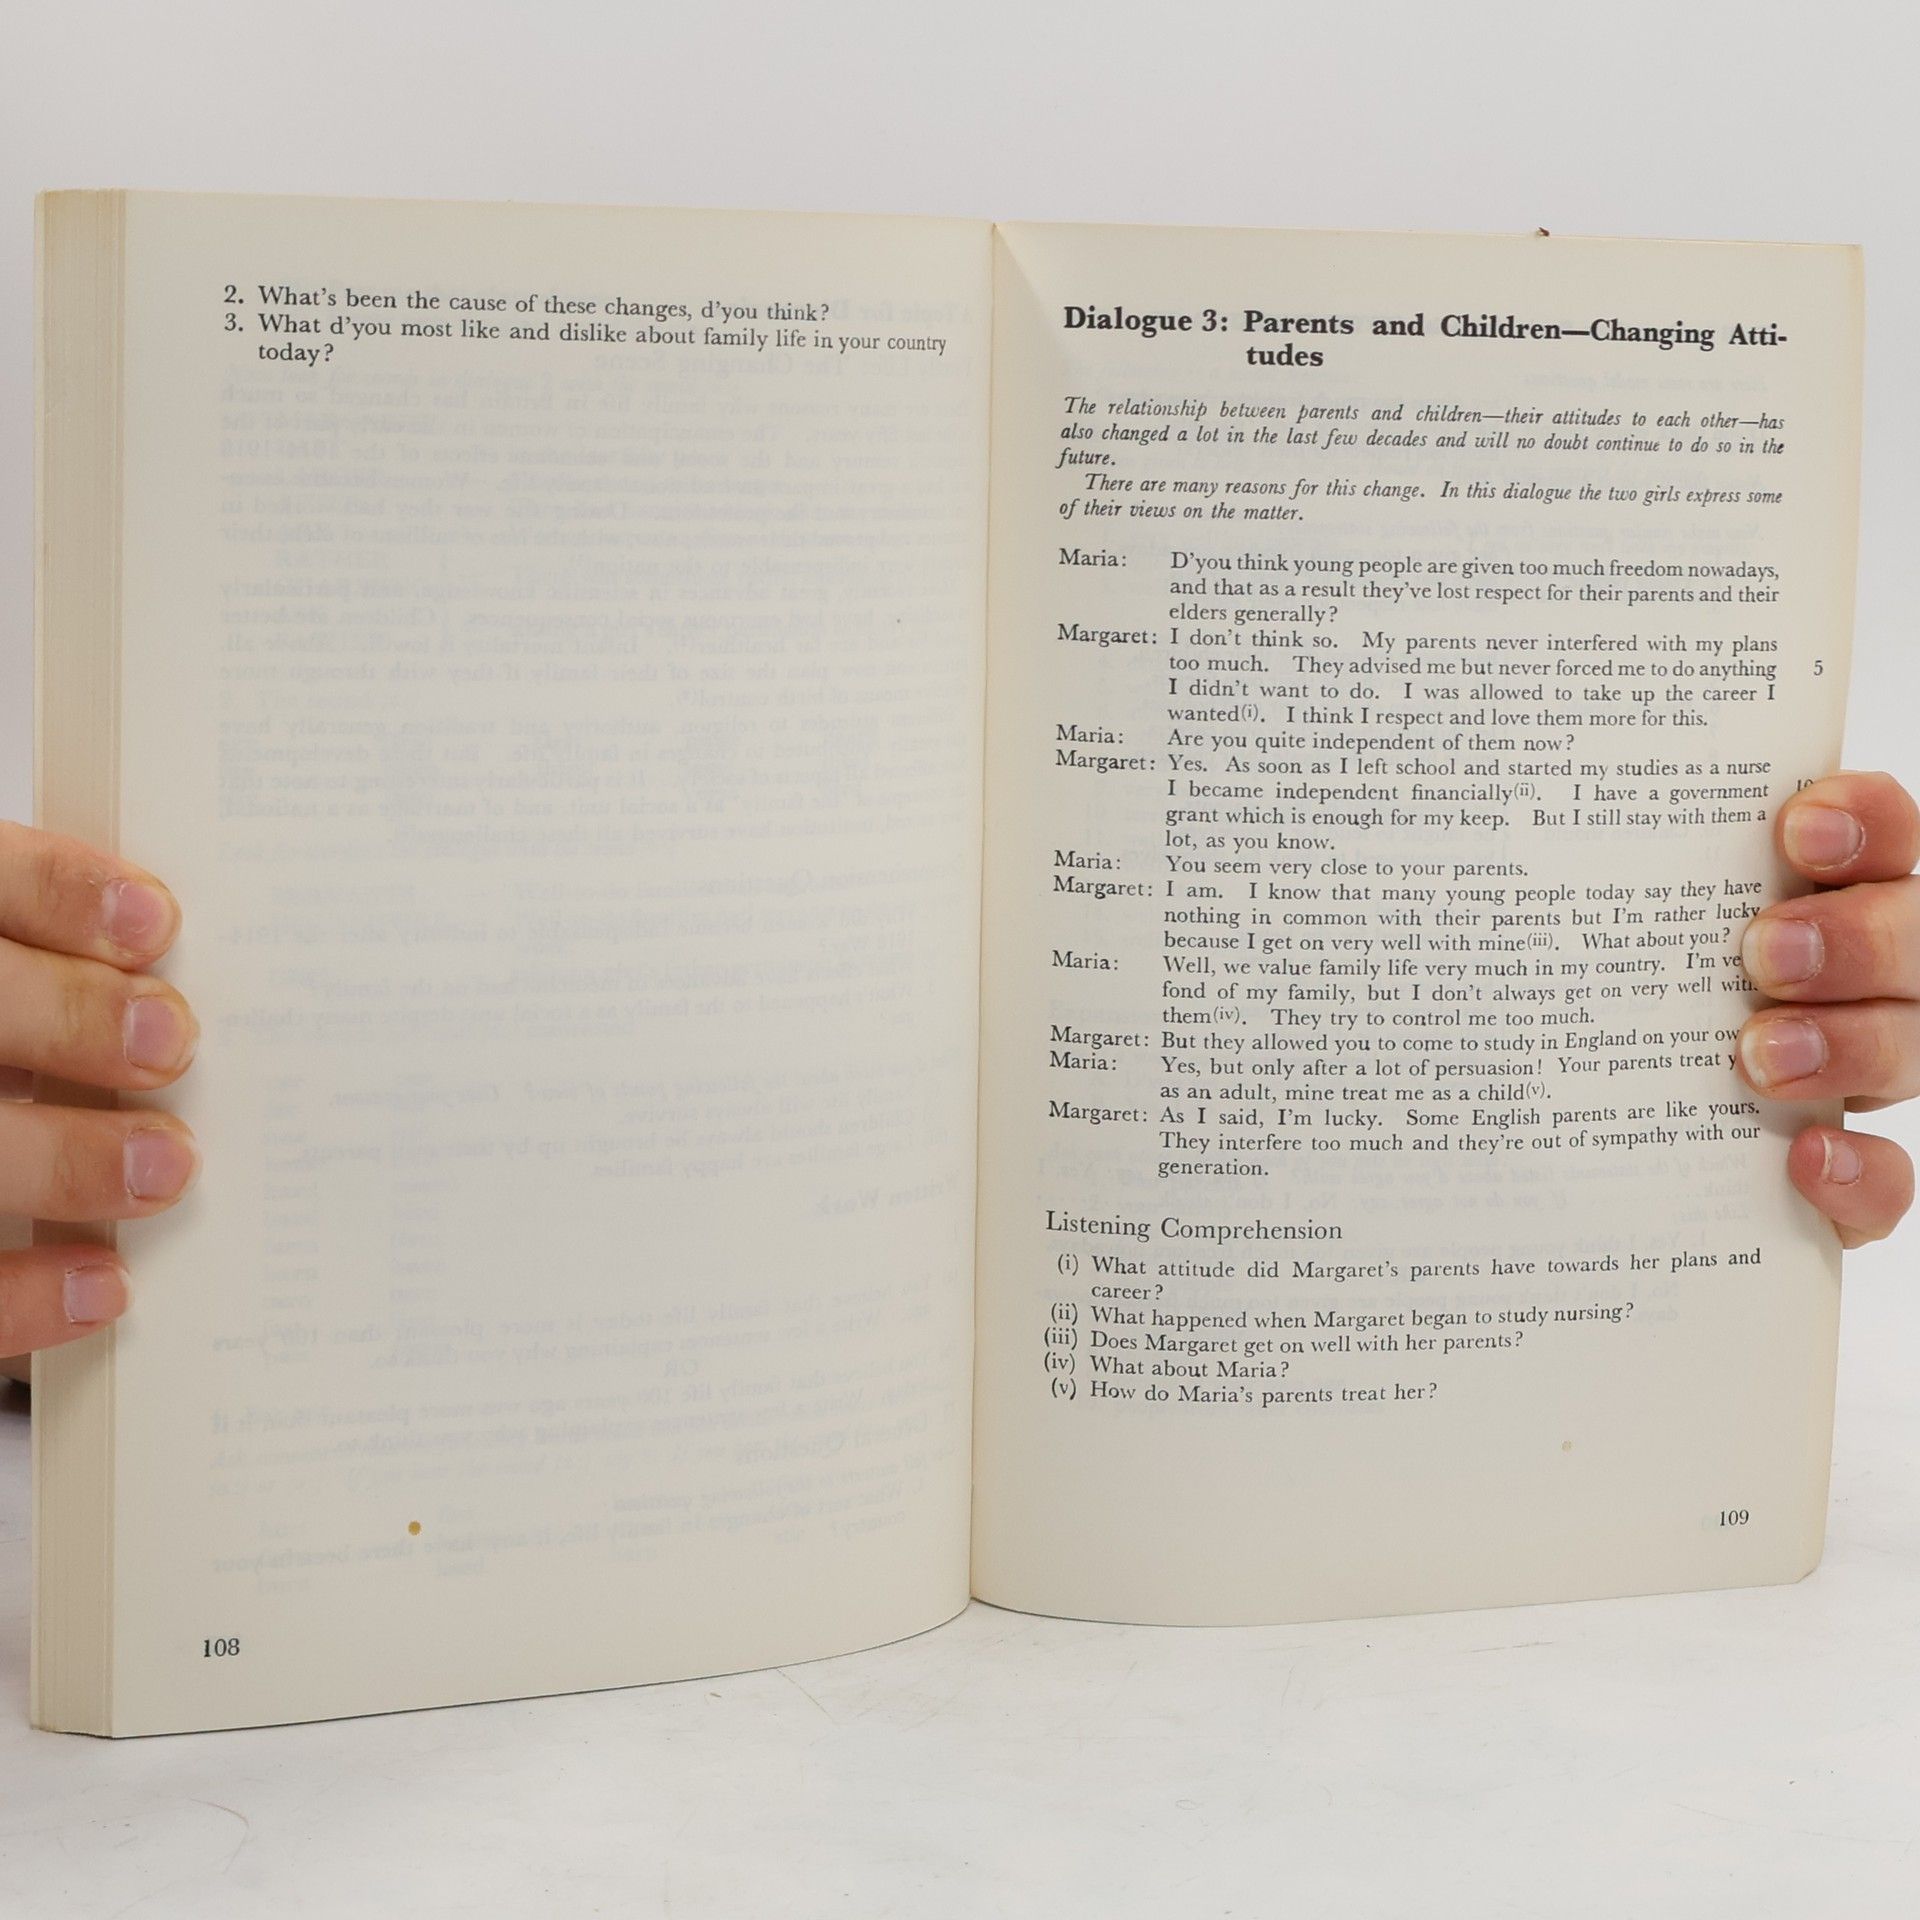 2. What's been the cause of these changes, d'you think?
3. What d'you most like and dislike about family life in your country
today?
108
Dialogue 3: Parents and Children—Changing Atti-
tudes
The relationship between parents and children—their attitudes to each other—has
also changed a lot in the last few decades and will no doubt continue to do so in the
future.
There are many reasons for this change. In this dialogue the two girls express some
of their views on the matter.
Maria: D'you think young people are given too much freedom nowadays,
and that as a result they've lost respect for their parents and their
elders generally?
Margaret: I don't think so. My parents never interfered with my plans
too much. They advised me but never forced me to do anything 5
I didn't want to do. I was allowed to take up the career I
wanted(i). I think I respect and love them more for this.
Maria: Are you quite independent of them now?
Margaret: Yes. As soon as I left school and started my studies as a nurse
I became independent financially(ii). I have a government
grant which is enough for my keep. But I still stay with them a
lot, as you know.
Maria: You seem very close to your parents.
Margaret: I am. I know that many young people today say they have
nothing in common with their parents but I'm rather lucky
because I get on very well with mine(iii). What about you?
Maria: Well, we value family life very much in my country. I'm
fond of my family, but I don't always get on very well with
them(iv). They try to control me too much.
Margaret: But they allowed you to come to study in England on your
Maria: Yes, but only after a lot of persuasion! Your parents treat
as an adult, mine treat me as a child(v).
Margaret: As I said, I'm lucky. Some English parents are like yours.
They interfere too much and they're out of sympathy with our
generation.
Listening Comprehension
(i) What attitude did Margaret's parents have towards her plans and
career?
(ii) What happened when Margaret began to study nursing?
(iii) Does Margaret get on well with her parents?
(iv) What about Maria?
(v) How do Maria's parents treat her?
109